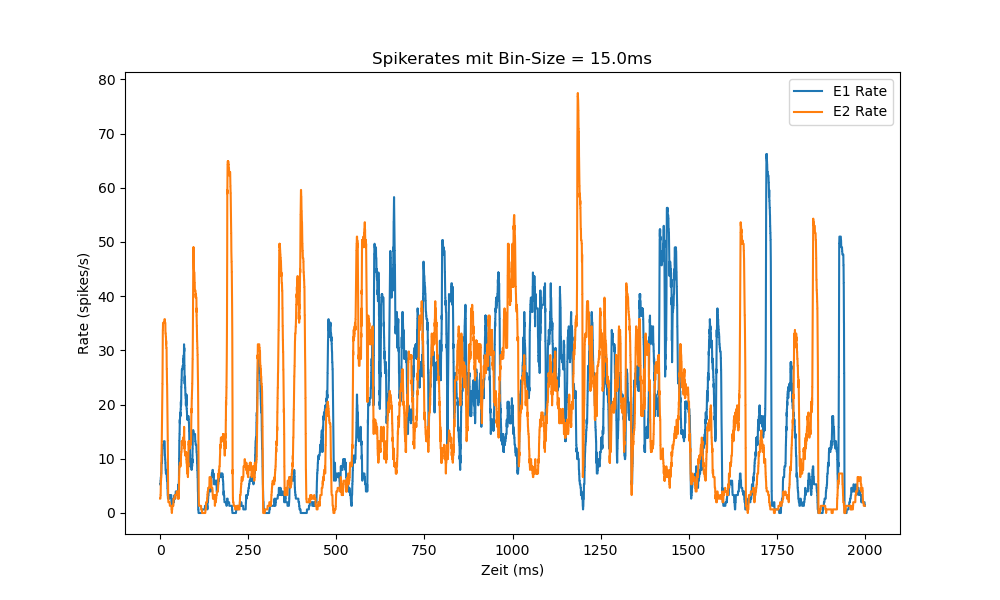 Spikerates mit Bin-Size = 15.0ms
E1 Rate
E2 Rate
Rate (spikes/s)
80
70
60
50
40
30
20
10
0
0 250 500 750 1000 1250 1500 1750 2000
Zeit (ms)